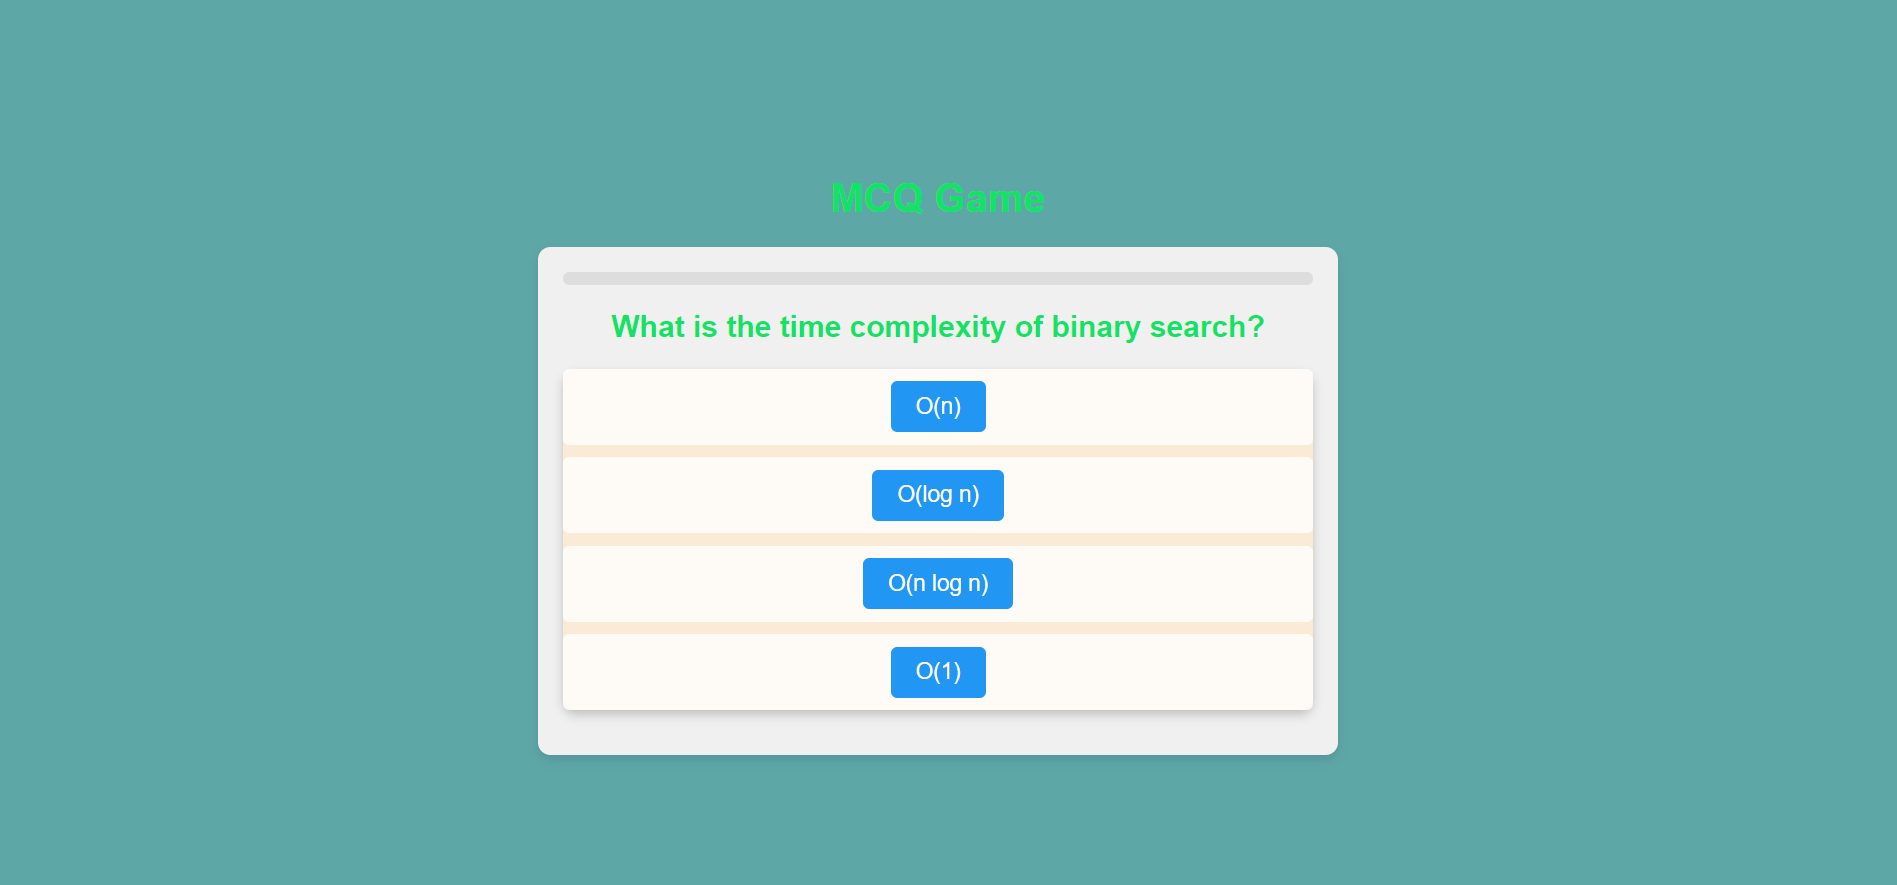 MCQ Game
What is the time complexity of binary search?
O(n)
O(log n)
O(n log n)
O(1)